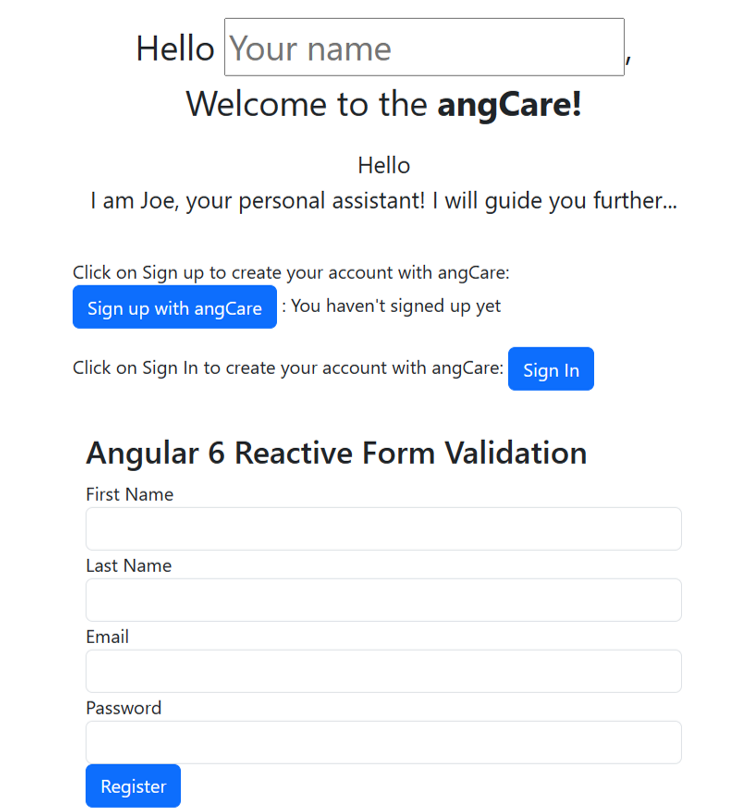 Hello Your name,
Welcome to the angCare!
Hello
I am Joe, your personal assistant! I will guide you further...
Click on Sign up to create your account with angCare:
Sign up with angCare : You haven't signed up yet
Click on Sign In to create your account with angCare: Sign In
Angular 6 Reactive Form Validation
First Name
Last Name
Email
Password
Register